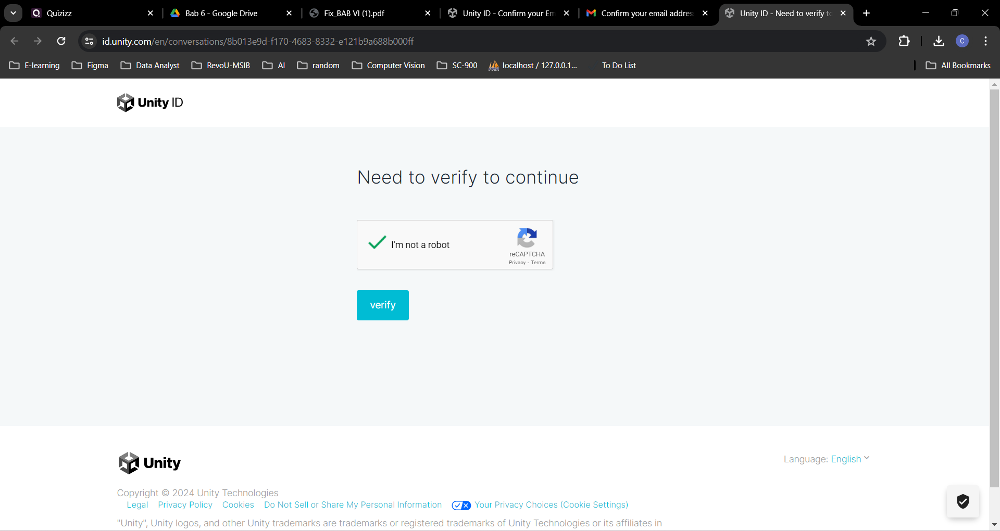 Quizizz
Bab 6 - Google Drive
Fix_BAB VI (1).pdf
Unity ID - Confirm your Em
Confirm your email addres
Unity ID - Need to verify to
id.unity.com/en/conversations/8b013e9d-f170-4683-8332-e121b9a688b000ff
C
E-learning
Figma
Data Analyst
RevoU-MSIB
AI
random
Computer Vision
SC-900
localhost / 127.0.0.1...
To Do List
All Bookmarks
Unity ID
Need to verify to continue
I'm not a robot
reCAPTCHA
Privacy - Terms
verify
Unity
Language: English
Copyright © 2024 Unity Technologies
Legal Privacy Policy Cookies Do Not Sell or Share My Personal Information Your Privacy Choices (Cookie Settings)
"Unity", Unity logos, and other Unity trademarks are trademarks or registered trademarks of Unity Technologies or its affiliates in